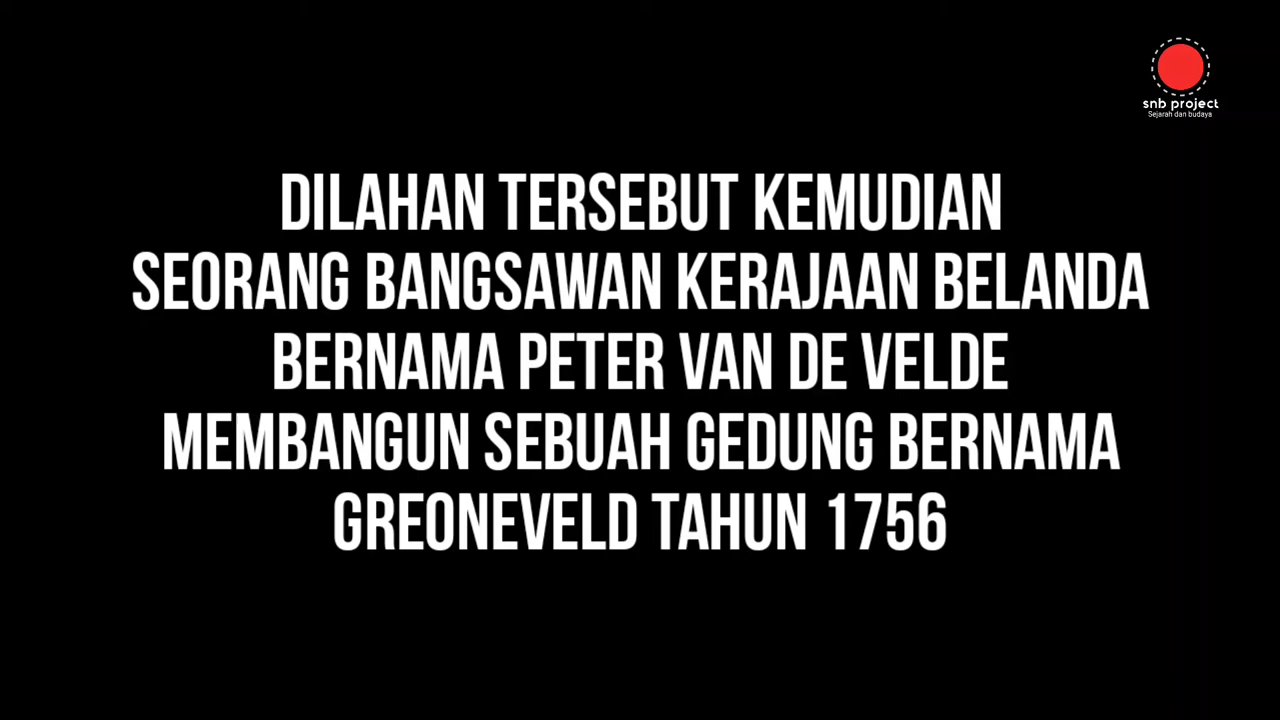 snb project
Sejarah dan budaya
DILAHAN TERSEBUT KEMUDIAN
SEORANG BANGSAWAN KERAJAAN BELANDA
BERNAMA PETER VAN DE VELDE
MEMBANGUN SEBUAH GEDUNG BERNAMA
GREONEVELD TAHUN 1756